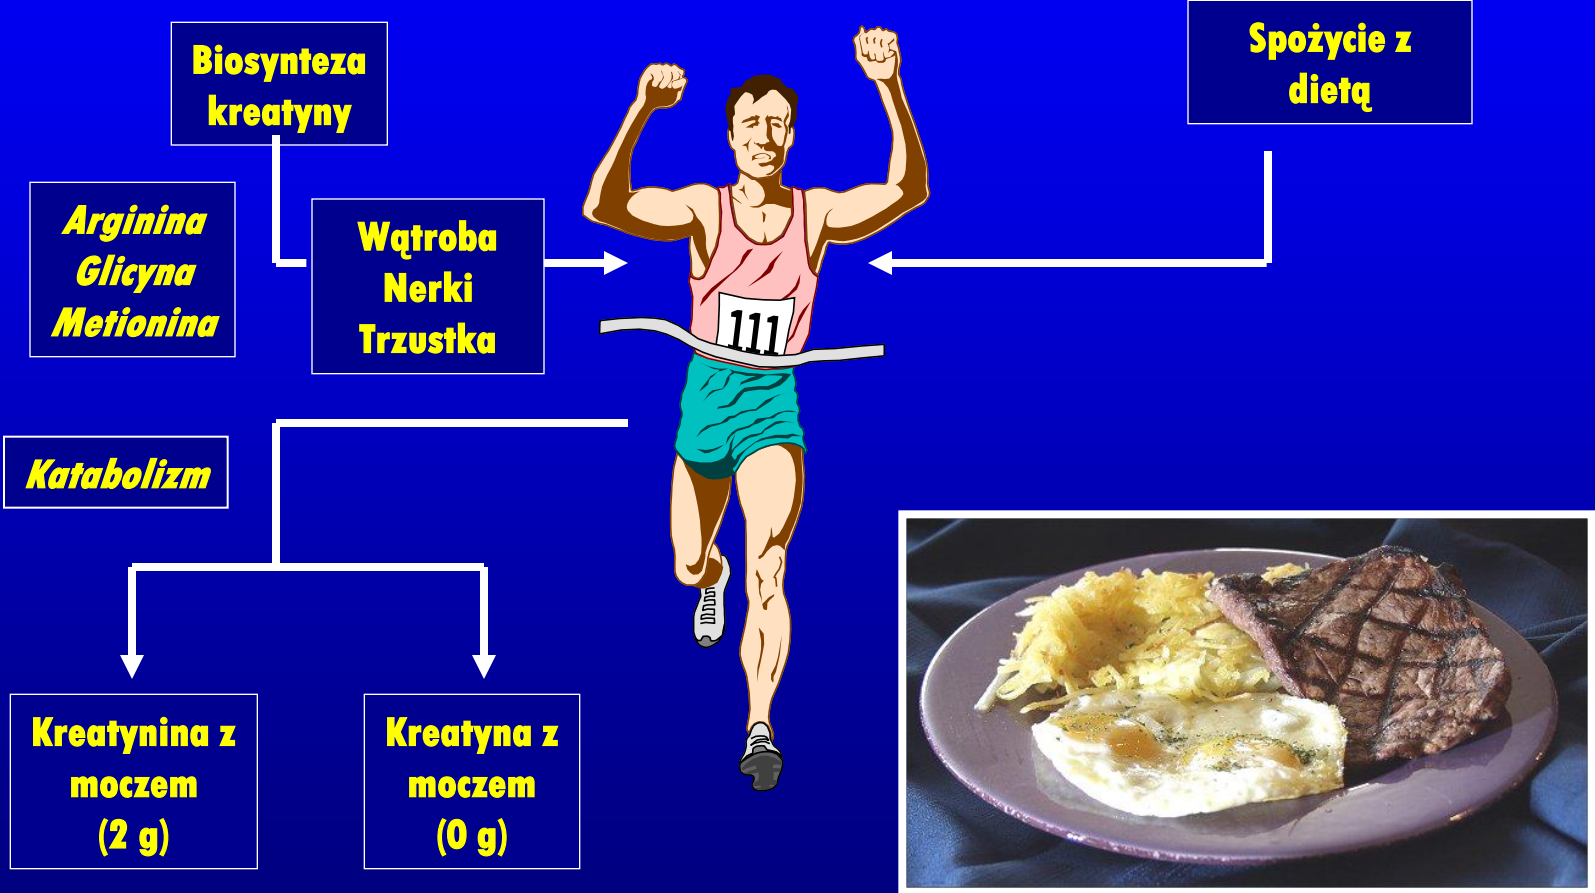 Biosynteza
kreatyny
Spożycie z
dietą
Arginina
Glicyna
Metionina
Wątroba
Nerki
Trzustka
111
Katabolizm
Kreatynina z
moczem
(2 g)
Kreatyna z
moczem
(0 g)